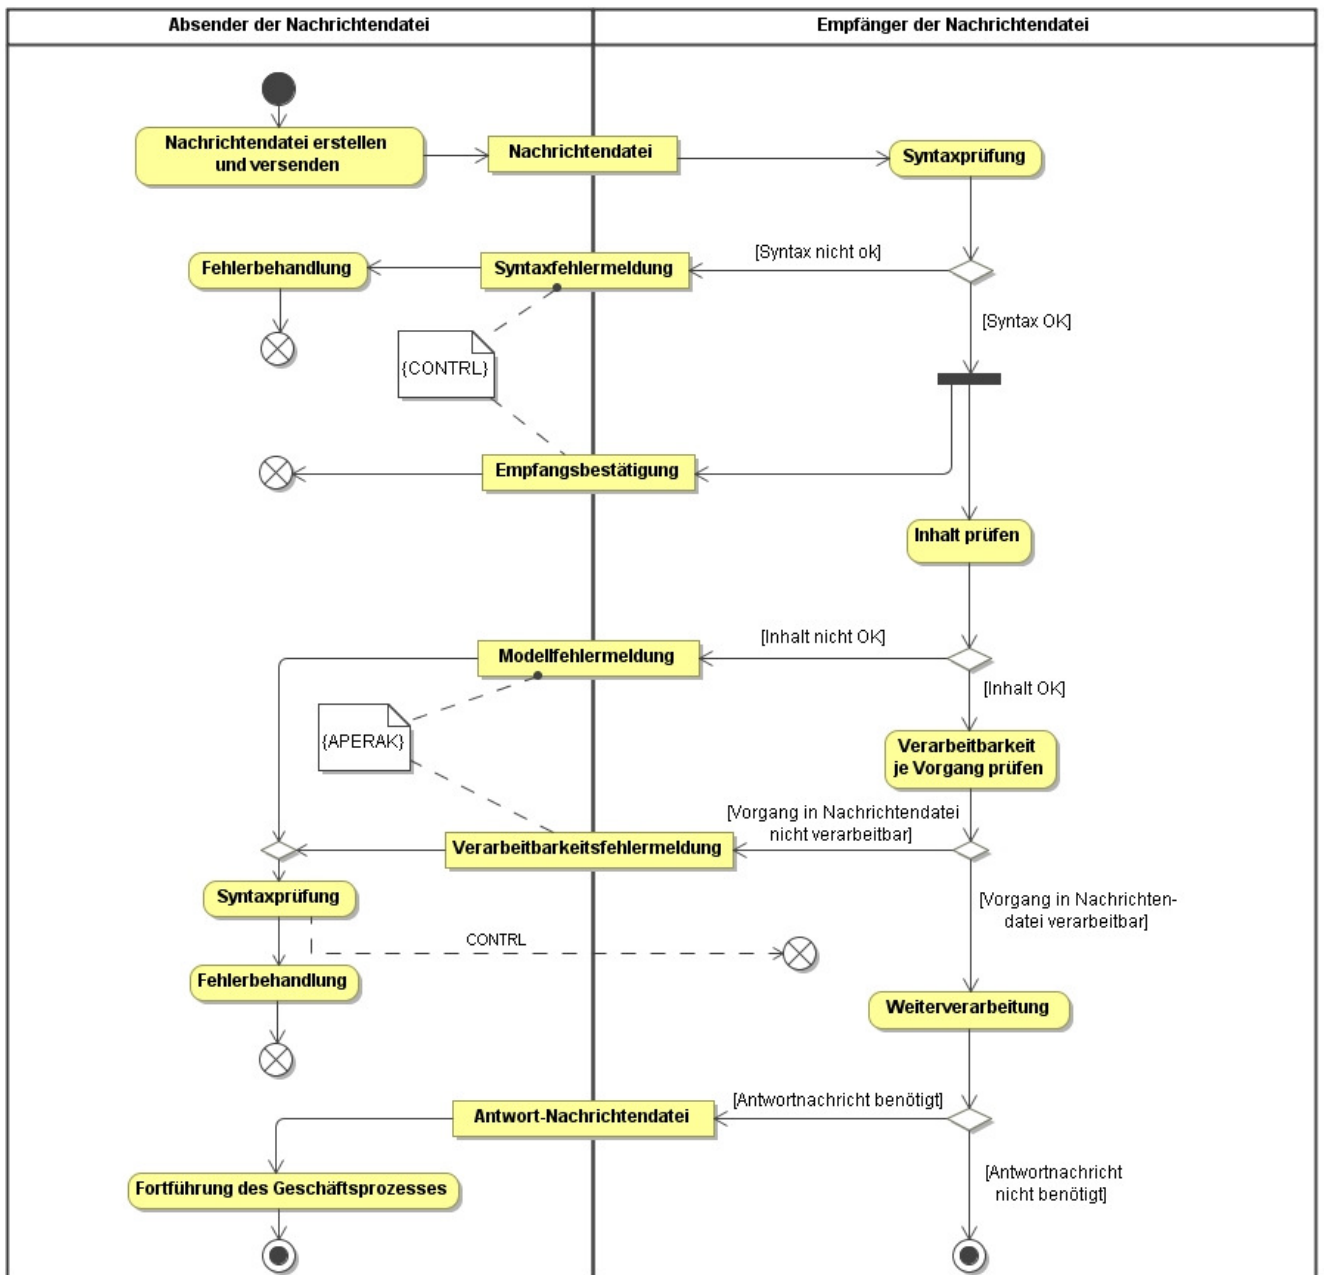 Absender der Nachrichtendatei
Empfänger der Nachrichtendatei
Nachrichtendatei erstellen
und versenden
Nachrichtendatei
Syntaxprüfung
[Syntax nicht ok]
Syntaxfehlermeldung
Fehlerbehandlung
[Syntax OK]
{CONTRL}
Empfangsbestätigung
Inhalt prüfen
[Inhalt nicht OK]
Modellfehlermeldung
[Inhalt OK]
{APERAK}
Verarbeitbarkeit
je Vorgang prüfen
[Vorgang in Nachrichtendatei
nicht verarbeitbar]
Verarbeitbarkeitsfehlermeldung
Syntaxprüfung
[Vorgang in Nachrichten-
datei verarbeitbar]
CONTRL
Fehlerbehandlung
Weiterverarbeitung
[Antwortnachricht benötigt]
Antwort-Nachrichtendatei
Fortführung des Geschäftsprozesses
[Antwortnachricht
nicht benötigt]